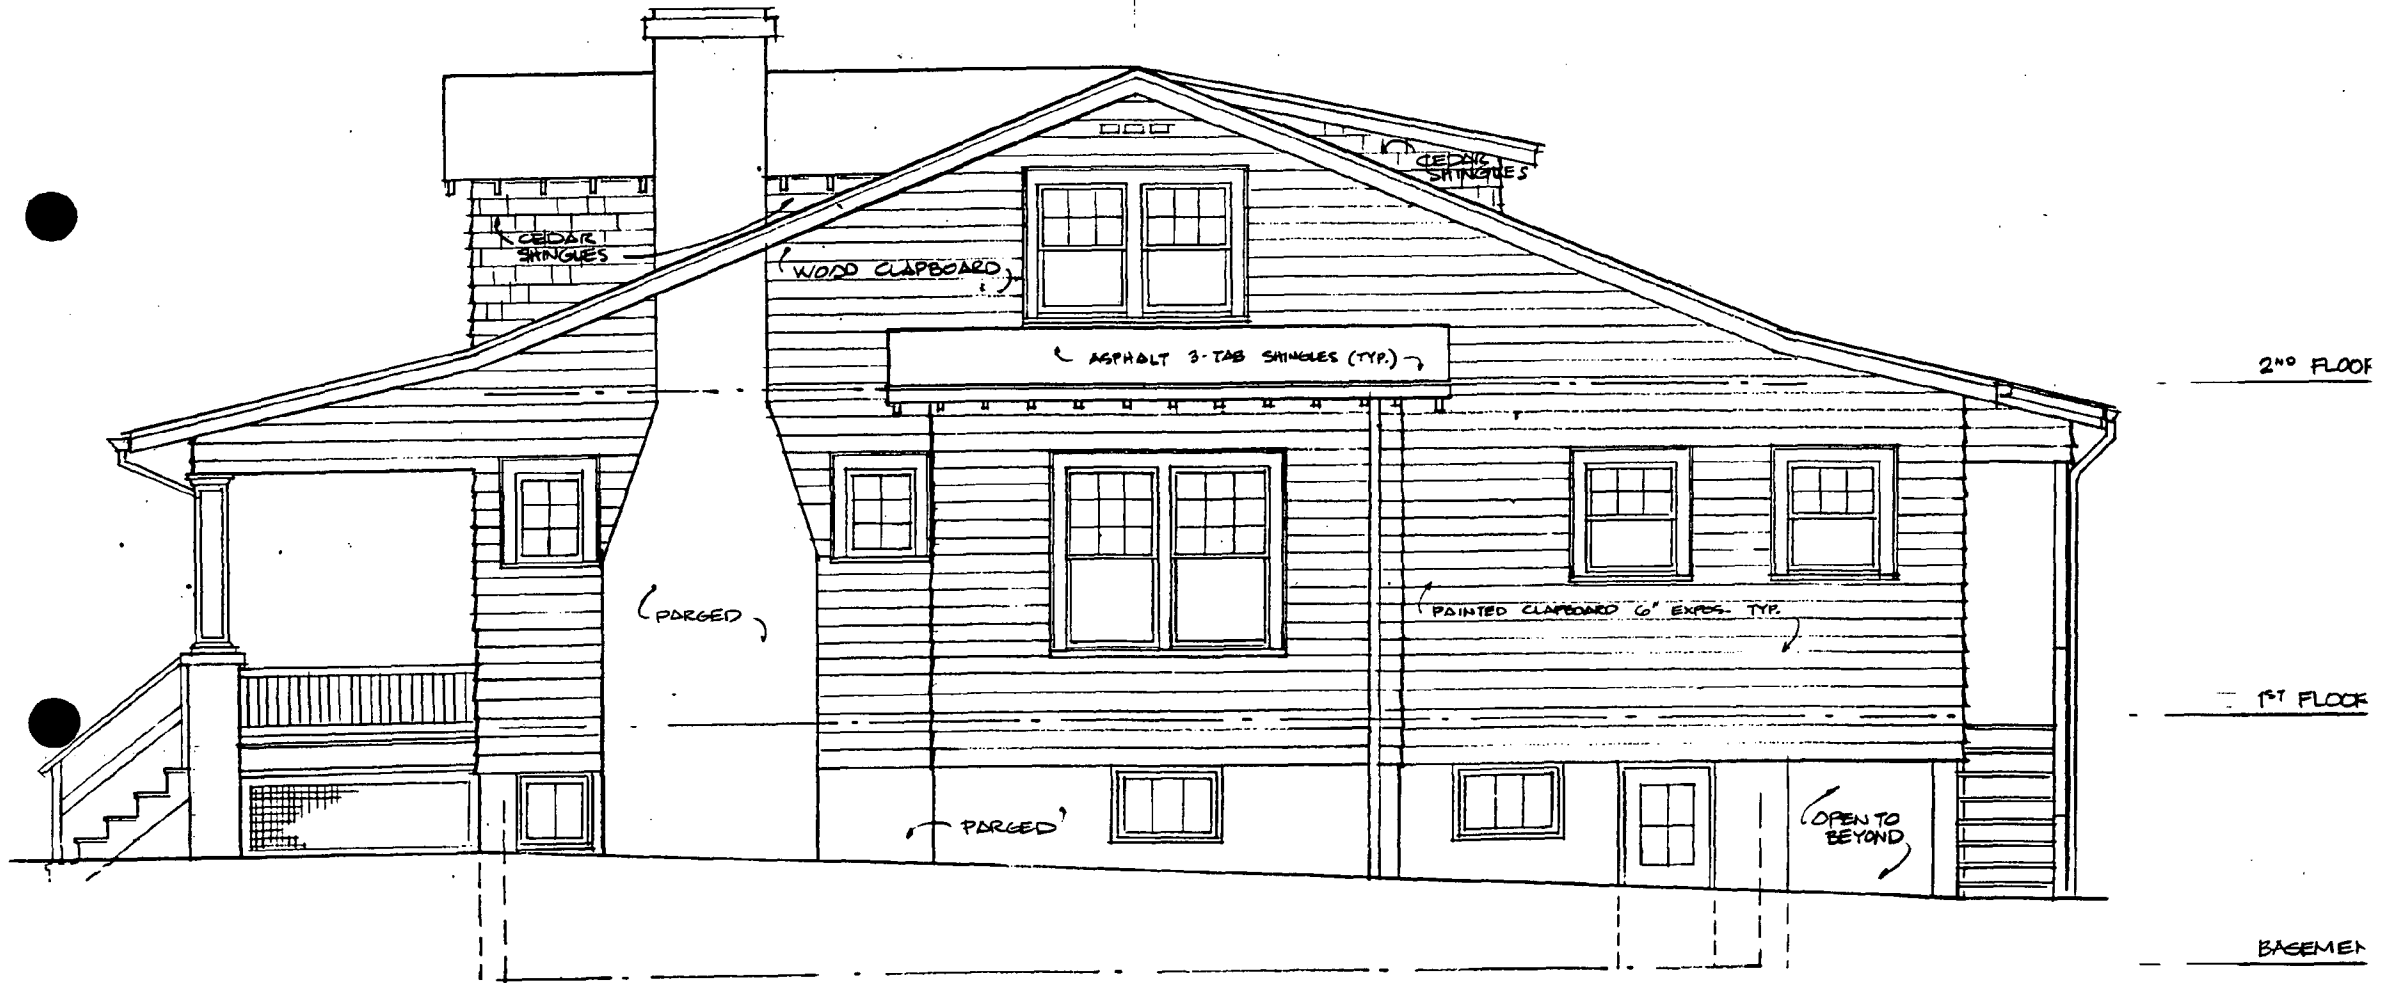 CEDAR
SHINGLES
CEDAR
SHINGLES
WOOD CLAPBOARD
ASPHALT 3-TAB SHINGLES (TYP.)
2ND FLOOR
PARGED
PAINTED CLAPBOARD 6" EXPOS. TYP.
1ST FLOOR
PARGED
OPEN TO
BEYOND
BASEMEN